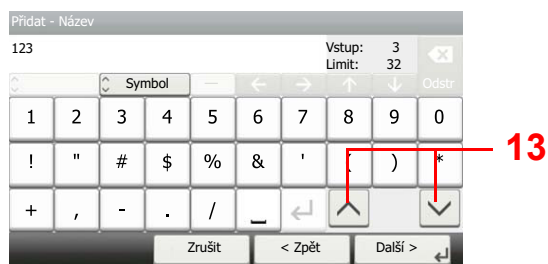 Přidat - Název
123
Vstup: 3
Limit: 32
Symbol
Odstr
1 2 3 4 5 6 7 8 9 0
! " # $ % & ' ( ) *
13
+ , - . / _
Zrušit < Zpět Další >